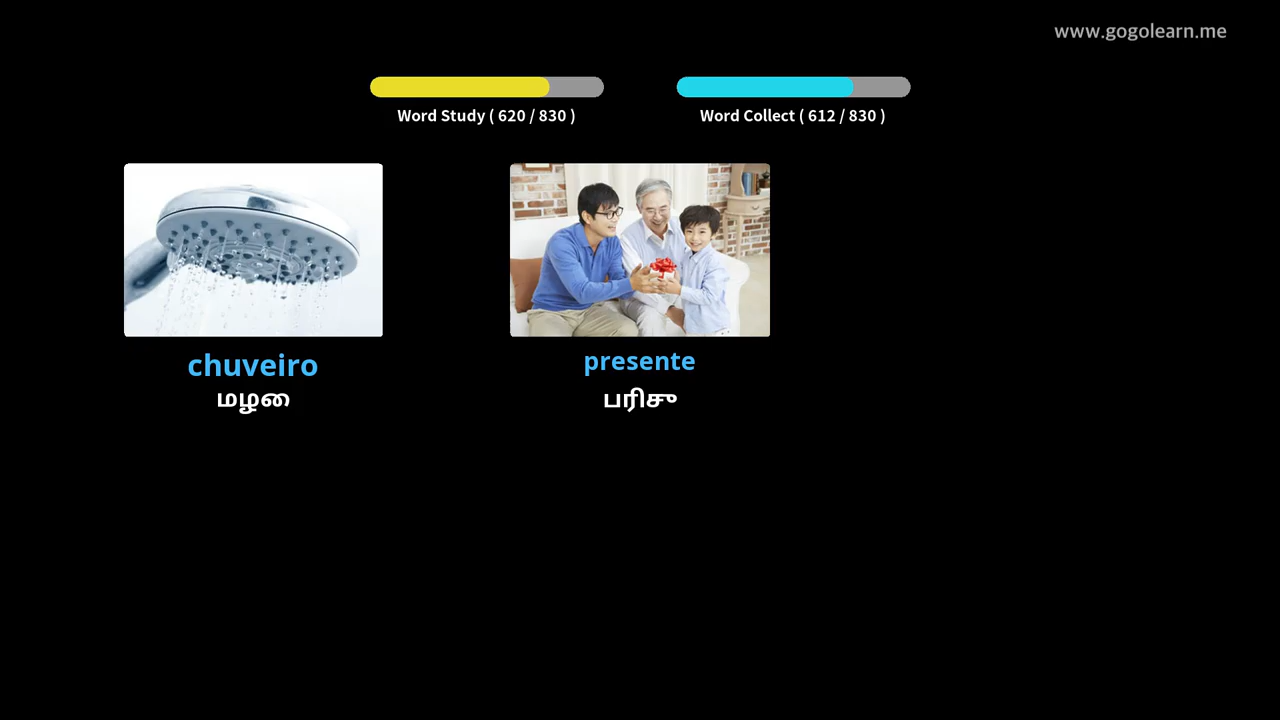 www.gogolearn.me
Word Study ( 620 / 830 )
Word Collect ( 612 / 830 )
chuveiro
மழை
presente
பரிசு